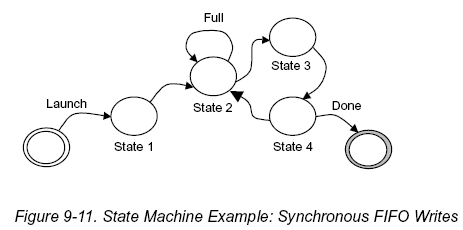 Full
State 3
Launch
State 2
Done
State 1
State 4
Figure 9-11. State Machine Example: Synchronous FIFO Writes